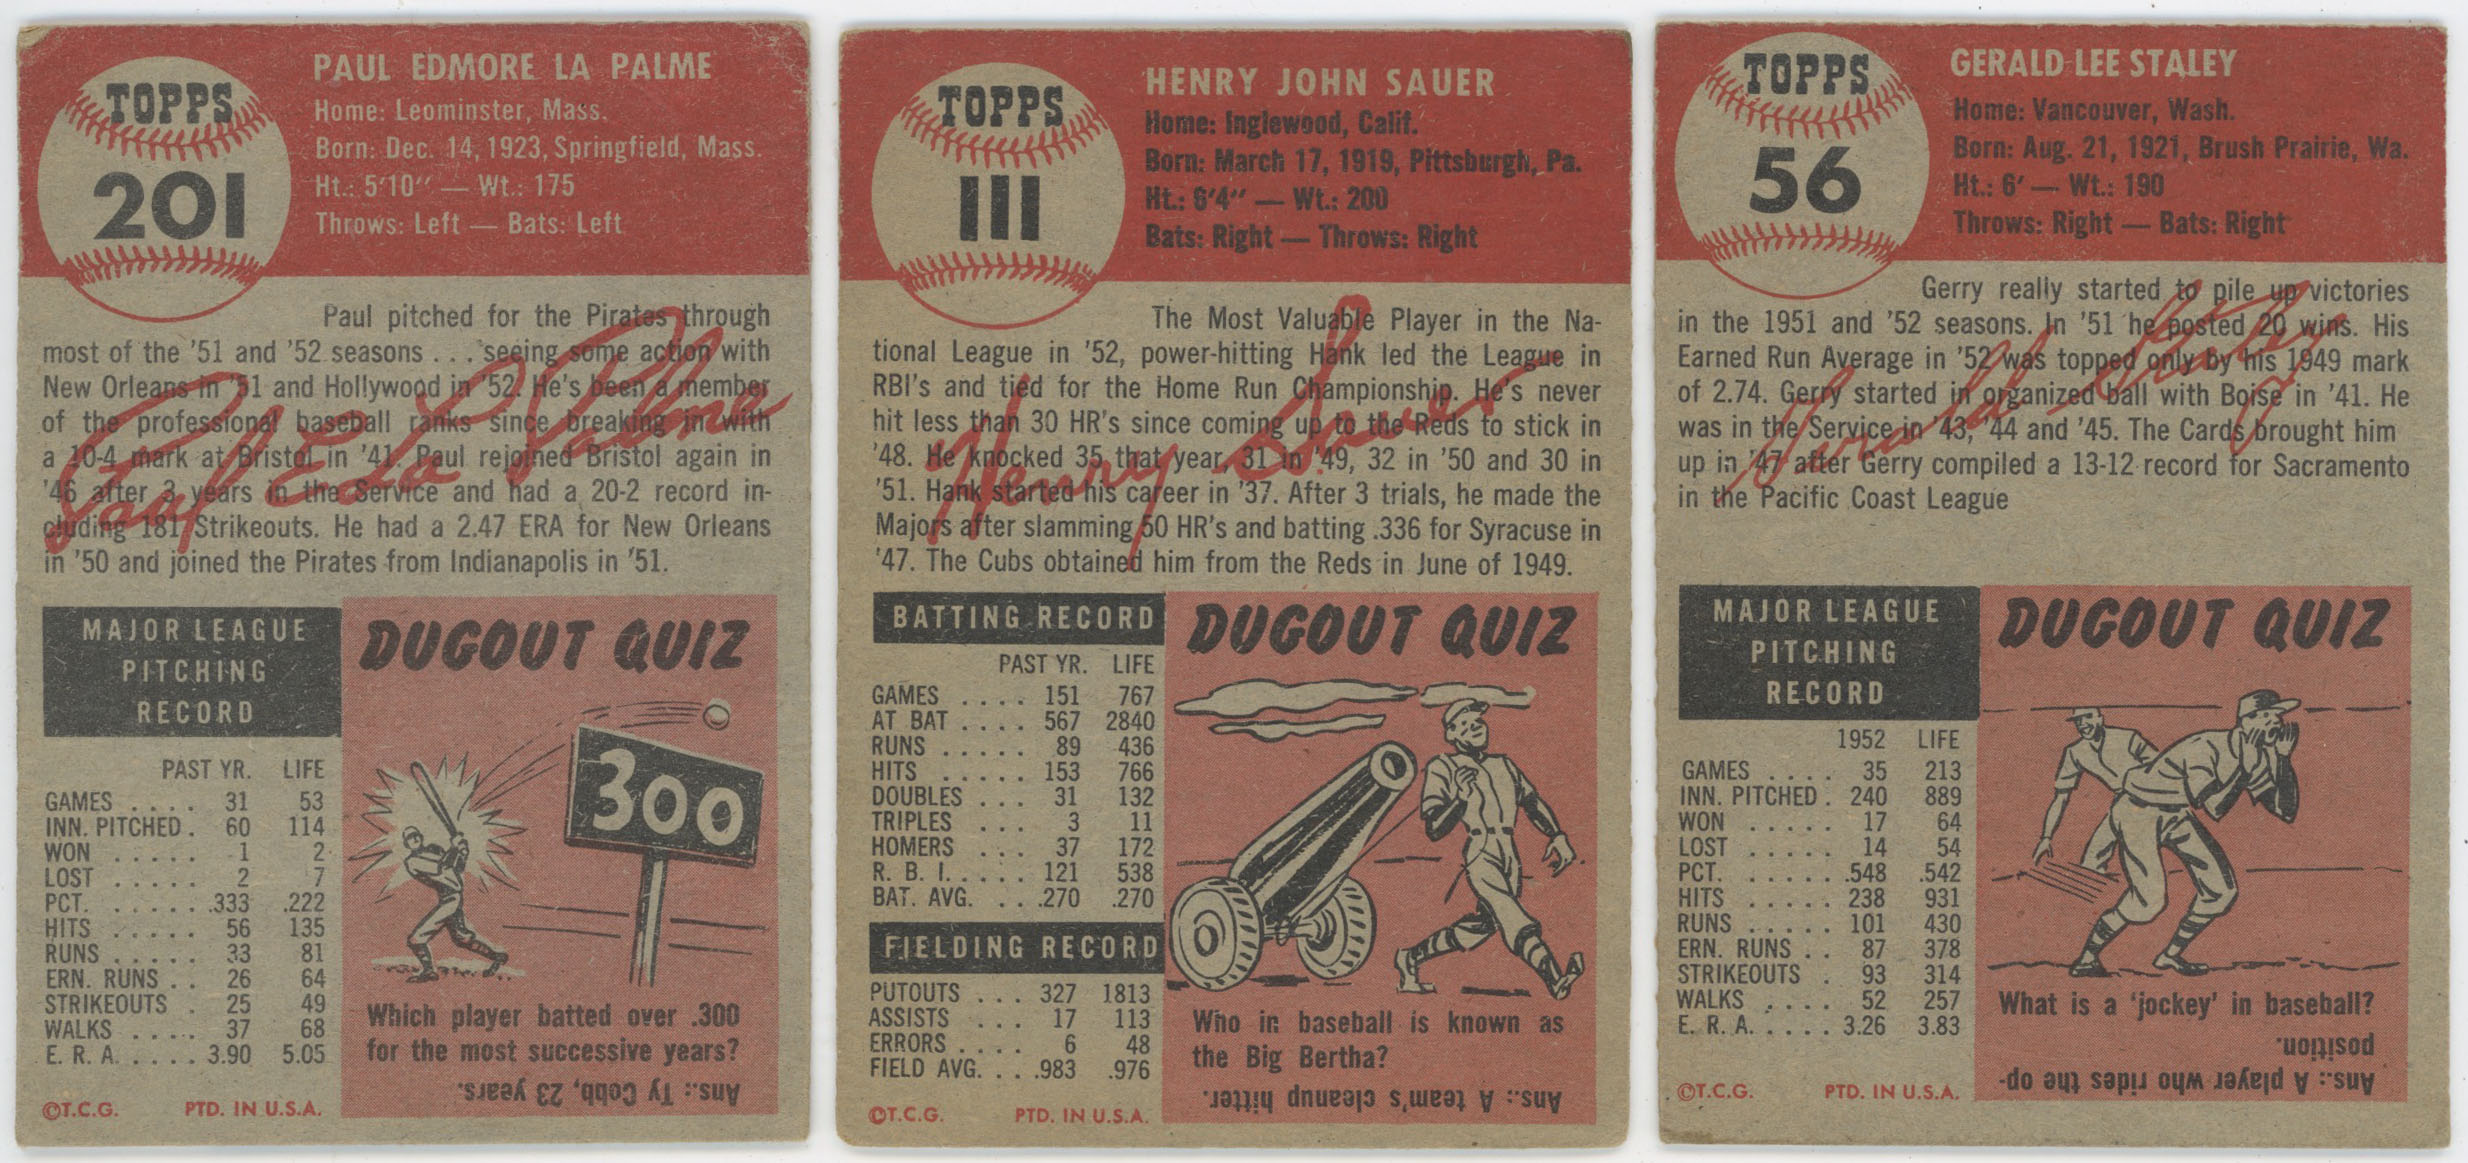 TOPPS
201
PAUL EDMORE LA PALME
Home: Leominster, Mass.
Born: Dec. 14, 1923, Springfield, Mass.
Ht.: 5'10" — Wt.: 175
Throws: Left — Bats: Left
Paul pitched for the Pirates through
most of the '51 and '52 seasons . . . seeing some action with
New Orleans in '51 and Hollywood in '52. He's been a member
of the professional baseball ranks since breaking in with
a 10-4 mark at Bristol in '41. Paul rejoined Bristol again in
'46 after 3 years in the Service and had a 20-2 record in-
cluding 181 Strikeouts. He had a 2.47 ERA for New Orleans
in '50 and joined the Pirates from Indianapolis in '51.
Paul E La Palme
MAJOR LEAGUE
PITCHING
RECORD
PAST YR. LIFE
GAMES . . . . 31 53
INN. PITCHED . 60 114
WON . . . . . 1 2
LOST . . . . . 2 7
PCT. . . . . . .333 .222
HITS . . . . . 56 135
RUNS . . . . . 33 81
ERN. RUNS . . 26 64
STRIKEOUTS . 25 49
WALKS . . . . 37 68
E. R. A. . . . . 3.90 5.05
©T.C.G. PTD. IN U.S.A.
DUGOUT QUIZ
300
Which player batted over .300
for the most successive years?
Ans.: Ty Cobb, 23 years.
TOPPS
111
HENRY JOHN SAUER
Home: Inglewood, Calif.
Born: March 17, 1919, Pittsburgh, Pa.
Ht.: 6'4" — Wt.: 200
Bats: Right — Throws: Right
The Most Valuable Player in the Na-
tional League in '52, power-hitting Hank led the League in
RBI's and tied for the Home Run Championship. He's never
hit less than 30 HR's since coming up to the Reds to stick in
'48. He knocked 35 that year, 31 in '49, 32 in '50 and 30 in
'51. Hank started his career in '37. After 3 trials, he made the
Majors after slamming 50 HR's and batting .336 for Syracuse in
'47. The Cubs obtained him from the Reds in June of 1949.
Henry Sauer
BATTING RECORD
PAST YR. LIFE
GAMES . . . . 151 767
AT BAT . . . . 567 2840
RUNS . . . . . 89 436
HITS . . . . . 153 766
DOUBLES . . . 31 132
TRIPLES . . . 3 11
HOMERS . . . 37 172
R. B. I. . . . . 121 538
BAT. AVG. . . .270 .270
FIELDING RECORD
PUTOUTS . . . 327 1813
ASSISTS . . . 17 113
ERRORS . . . . 6 48
FIELD AVG. . . .983 .976
©T.C.G. PTD. IN U.S.A.
DUGOUT QUIZ
Who in baseball is known as
the Big Bertha?
Ans.: A team's cleanup hitter.
TOPPS
56
GERALD LEE STALEY
Home: Vancouver, Wash.
Born: Aug. 21, 1921, Brush Prairie, Wa.
Ht.: 6' — Wt.: 190
Throws: Right — Bats: Right
Gerry really started to pile up victories
in the 1951 and '52 seasons. In '51 he posted 20 wins. His
Earned Run Average in '52 was topped only by his 1949 mark
of 2.74. Gerry started in organized ball with Boise in '41. He
was in the Service in '43, '44 and '45. The Cards brought him
up in '47 after Gerry compiled a 13-12 record for Sacramento
in the Pacific Coast League
Gerald Staley
MAJOR LEAGUE
PITCHING
RECORD
1952 LIFE
GAMES . . . . 35 213
INN. PITCHED . 240 889
WON . . . . . 17 64
LOST . . . . . 14 54
PCT. . . . . . .548 .542
HITS . . . . . 238 931
RUNS . . . . . 101 430
ERN. RUNS . . 87 378
STRIKEOUTS . 93 314
WALKS . . . . 52 257
E. R. A. . . . . 3.26 3.83
©T.C.G. PTD. IN U.S.A.
DUGOUT QUIZ
What is a 'jockey' in baseball?
Ans.: A player who rides the op-
position.